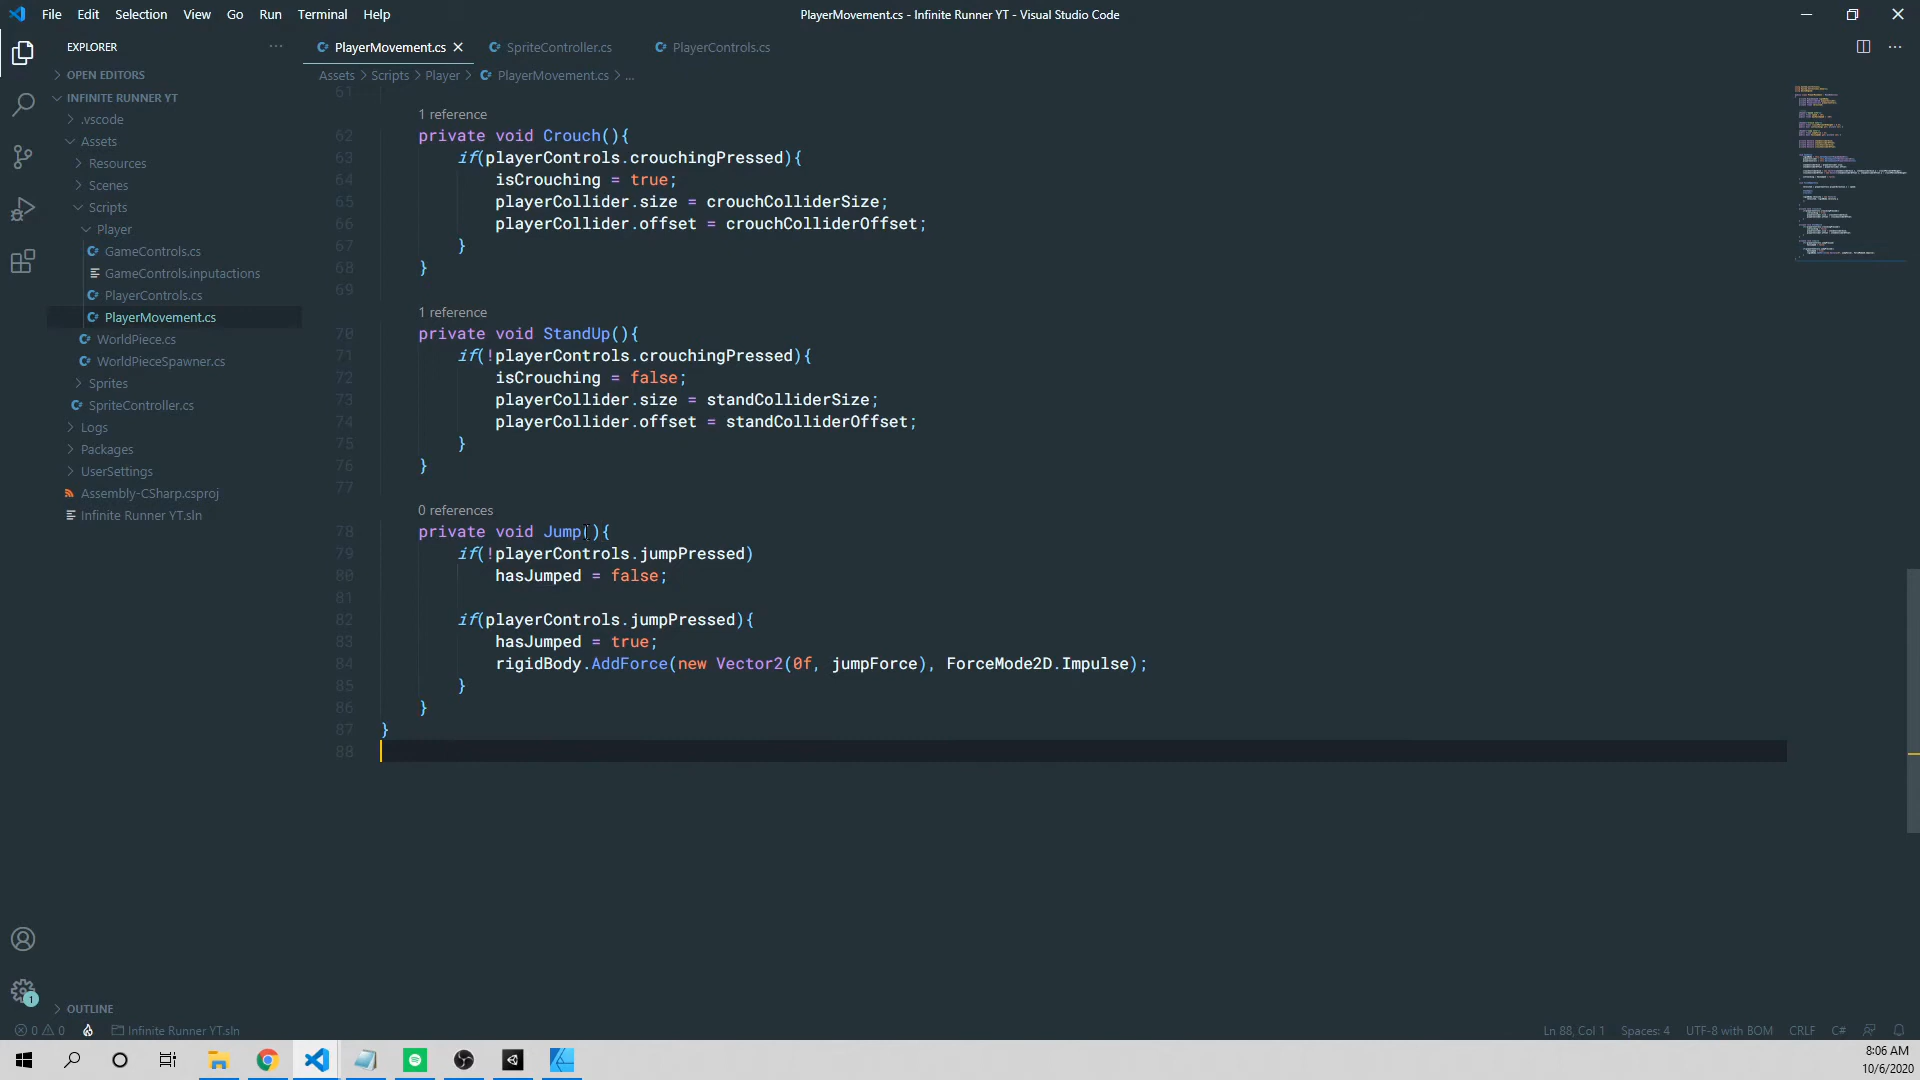 File Edit Selection View Go Run Terminal Help
PlayerMovement.cs - Infinite Runner YT - Visual Studio Code
EXPLORER
PlayerMovement.cs
SpriteController.cs
PlayerControls.cs
OPEN EDITORS
Assets > Scripts > Player > PlayerMovement.cs > ...
INFINITE RUNNER YT
.vscode
Assets
Resources
Scenes
Scripts
Player
GameControls.cs
GameControls.inputactions
PlayerControls.cs
PlayerMovement.cs
WorldPiece.cs
WorldPieceSpawner.cs
Sprites
SpriteController.cs
Logs
Packages
UserSettings
Assembly-CSharp.csproj
Infinite Runner YT.sln
OUTLINE
61
1 reference
62 private void Crouch(){
63 if(playerControls.crouchingPressed){
64 isCrouching = true;
65 playerCollider.size = crouchColliderSize;
66 playerCollider.offset = crouchColliderOffset;
67 }
68 }
69
1 reference
70 private void StandUp(){
71 if(!playerControls.crouchingPressed){
72 isCrouching = false;
73 playerCollider.size = standColliderSize;
74 playerCollider.offset = standColliderOffset;
75 }
76 }
77
0 references
78 private void Jump(){
79 if(!playerControls.jumpPressed)
80 hasJumped = false;
81
82 if(playerControls.jumpPressed){
83 hasJumped = true;
84 rigidBody.AddForce(new Vector2(0f, jumpForce), ForceMode2D.Impulse);
85 }
86 }
87 }
88
1
0 0 Infinite Runner YT.sln
Ln 88, Col 1 Spaces: 4 UTF-8 with BOM CRLF C#
8:06 AM
10/6/2020